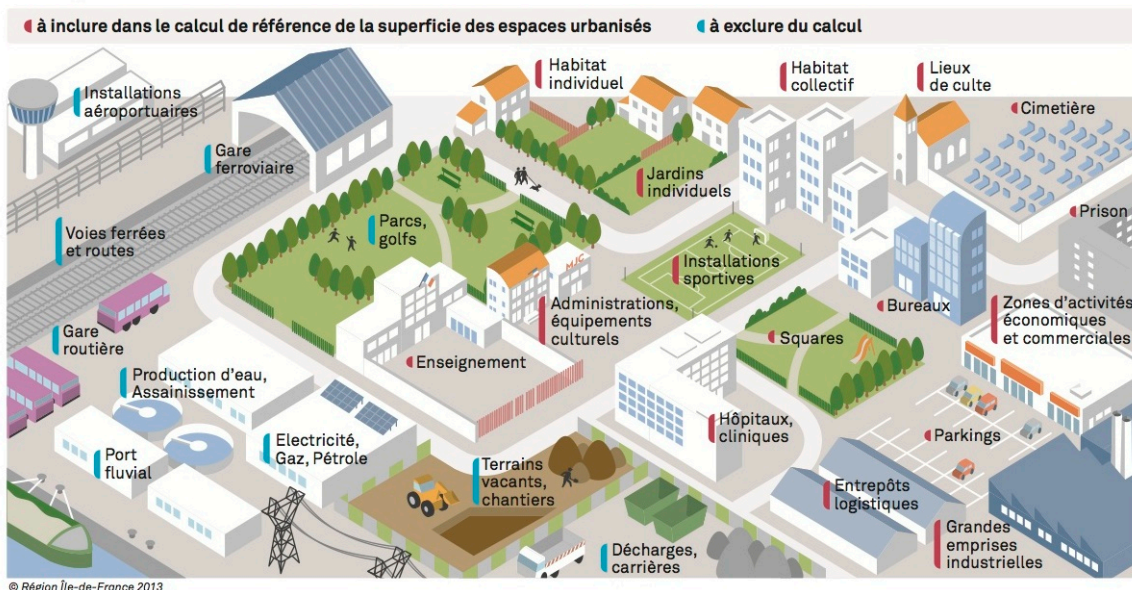 à inclure dans le calcul de référence de la superficie des espaces urbanisés
à exclure du calcul
Installations
aéroportuaires
Habitat
individuel
Habitat
collectif
Lieux
de culte
Cimetière
Gare
ferroviaire
Jardins
individuels
Prison
Voies ferrées
et routes
Parcs,
golfs
Installations
sportives
MJC
Bureaux
Zones d'activités
économiques
et commerciales
Gare
routière
Administrations,
équipements
culturels
Enseignement
Squares
Production d'eau,
Assainissement
Hôpitaux,
cliniques
Parkings
Port
fluvial
Electricité,
Gaz, Pétrole
Terrains
vacants,
chantiers
Entrepôts
logistiques
Décharges,
carrières
Grandes
emprises
industrielles
© Région Île-de-France 2013